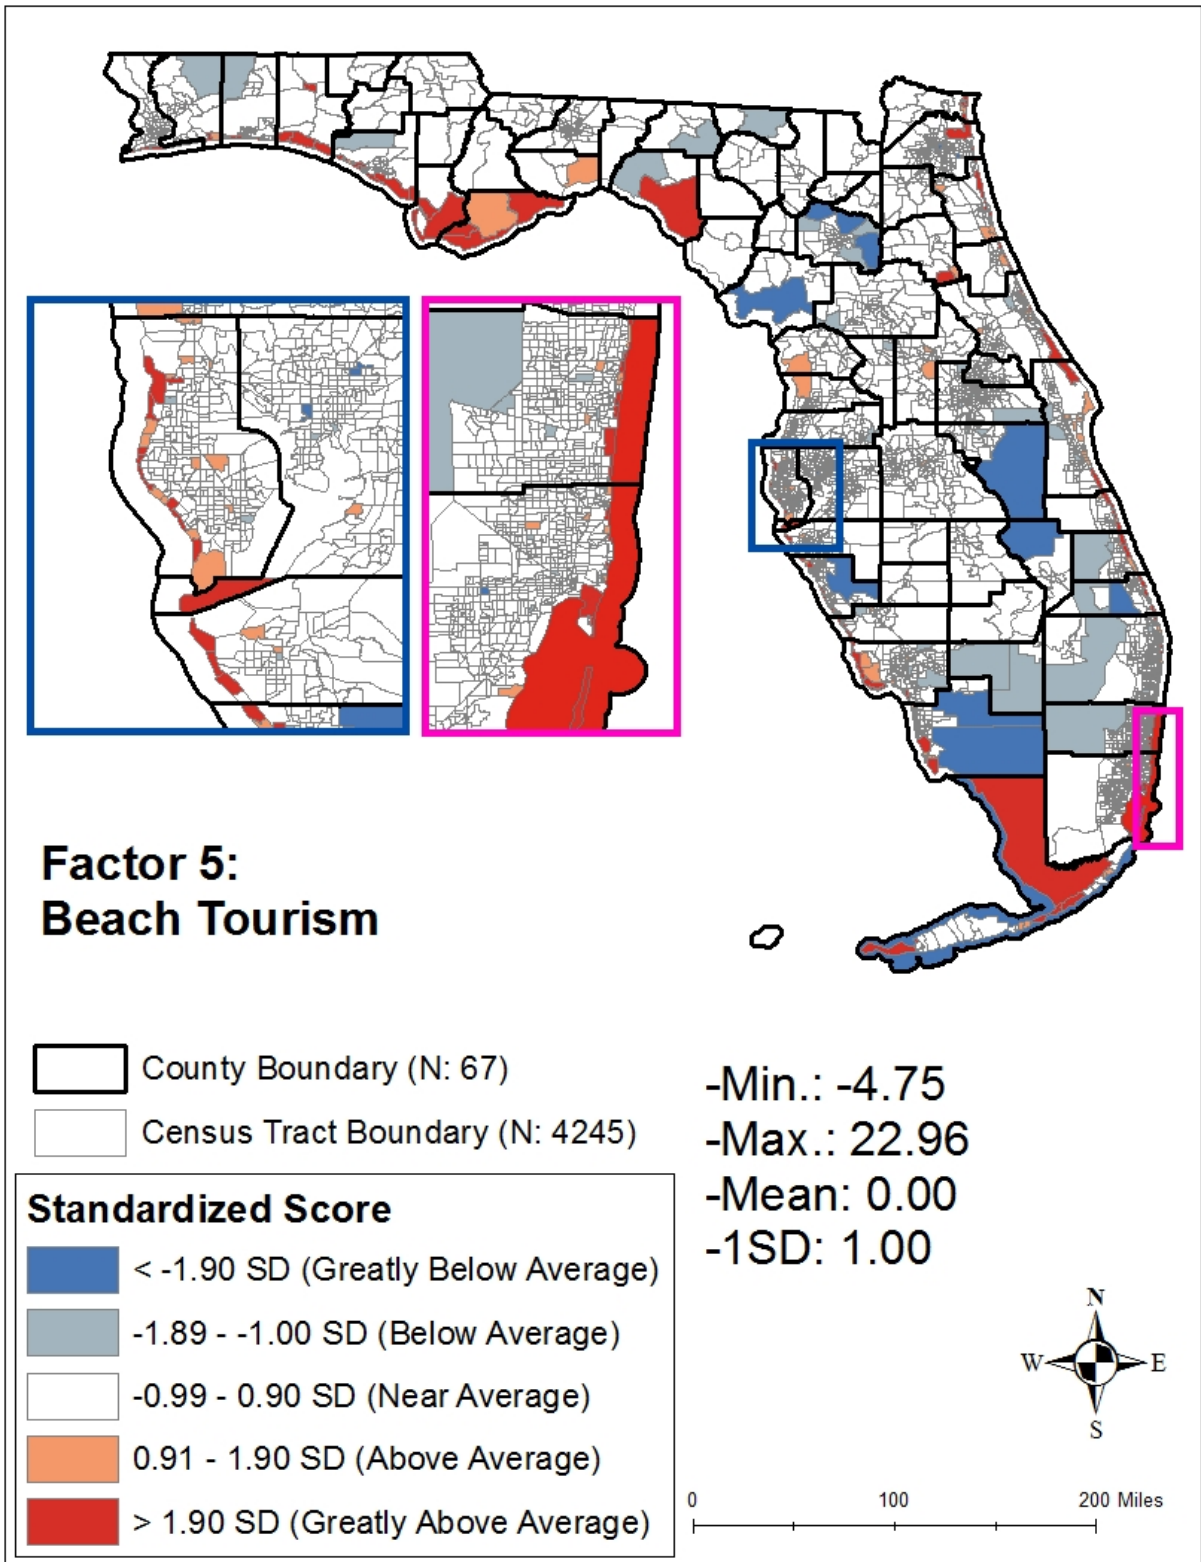 Factor 5:
Beach Tourism
County Boundary (N: 67)
Census Tract Boundary (N: 4245)
-Min.: -4.75
-Max.: 22.96
-Mean: 0.00
-1SD: 1.00
Standardized Score
< -1.90 SD (Greatly Below Average)
-1.89 - -1.00 SD (Below Average)
-0.99 - 0.90 SD (Near Average)
0.91 - 1.90 SD (Above Average)
> 1.90 SD (Greatly Above Average)
N
W E
S
0 100 200 Miles